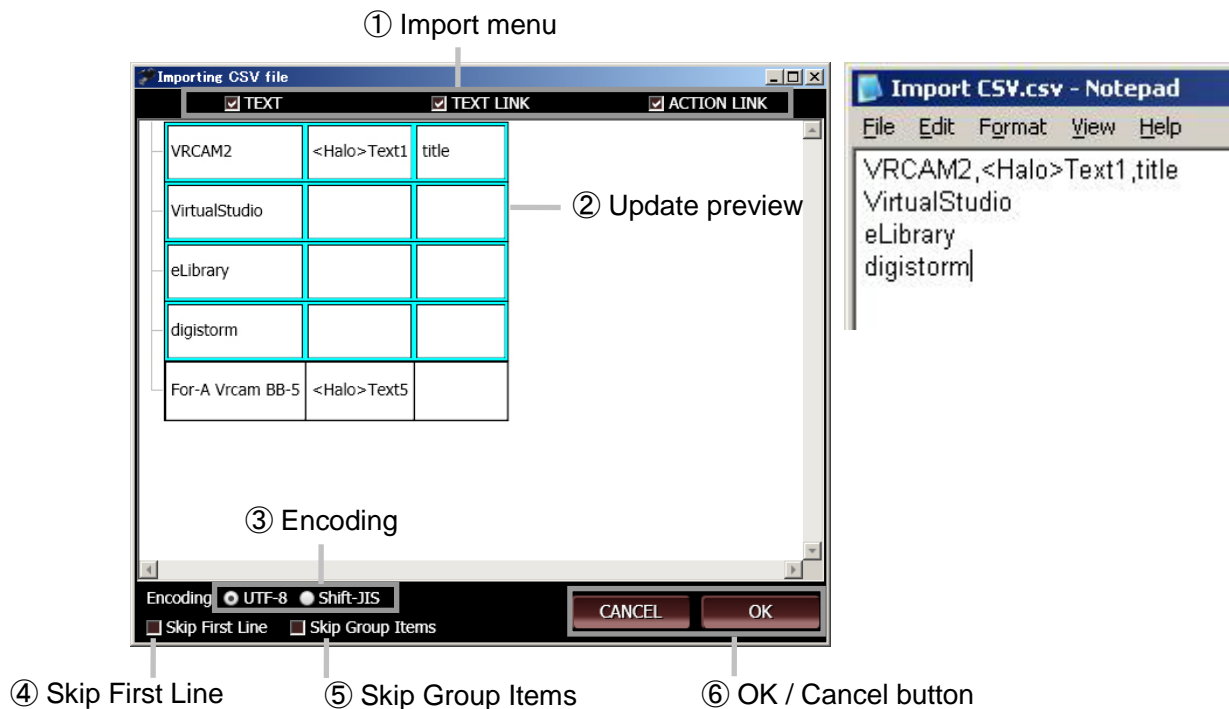 ① Import menu
Importing CSV file
TEXT TEXT LINK ACTION LINK
VRCAM2 <Halo>Text1 title
VirtualStudio
② Update preview
eLibrary
digistorm
For-A Vrcam BB-5 <Halo>Text5
③ Encoding
Encoding UTF-8 Shift-JIS
Skip First Line Skip Group Items
CANCEL OK
④ Skip First Line
⑤ Skip Group Items
⑥ OK / Cancel button
Import CSV.csv - Notepad
File Edit Format View Help
VRCAM2,<Halo>Text1,title
VirtualStudio
eLibrary
digistorm